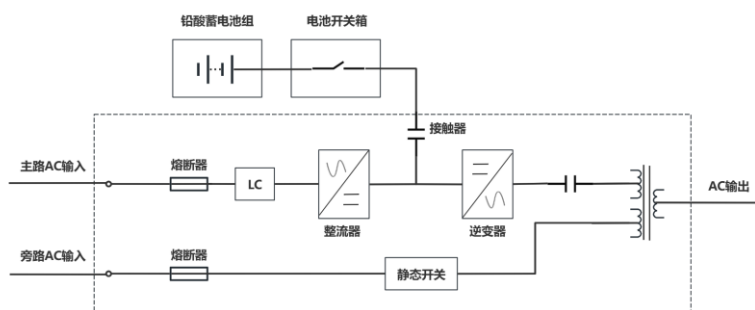 铅酸蓄电池组
电池开关箱
接触器
主路AC输入
熔断器
LC
整流器
逆变器
AC输出
旁路AC输入
熔断器
静态开关